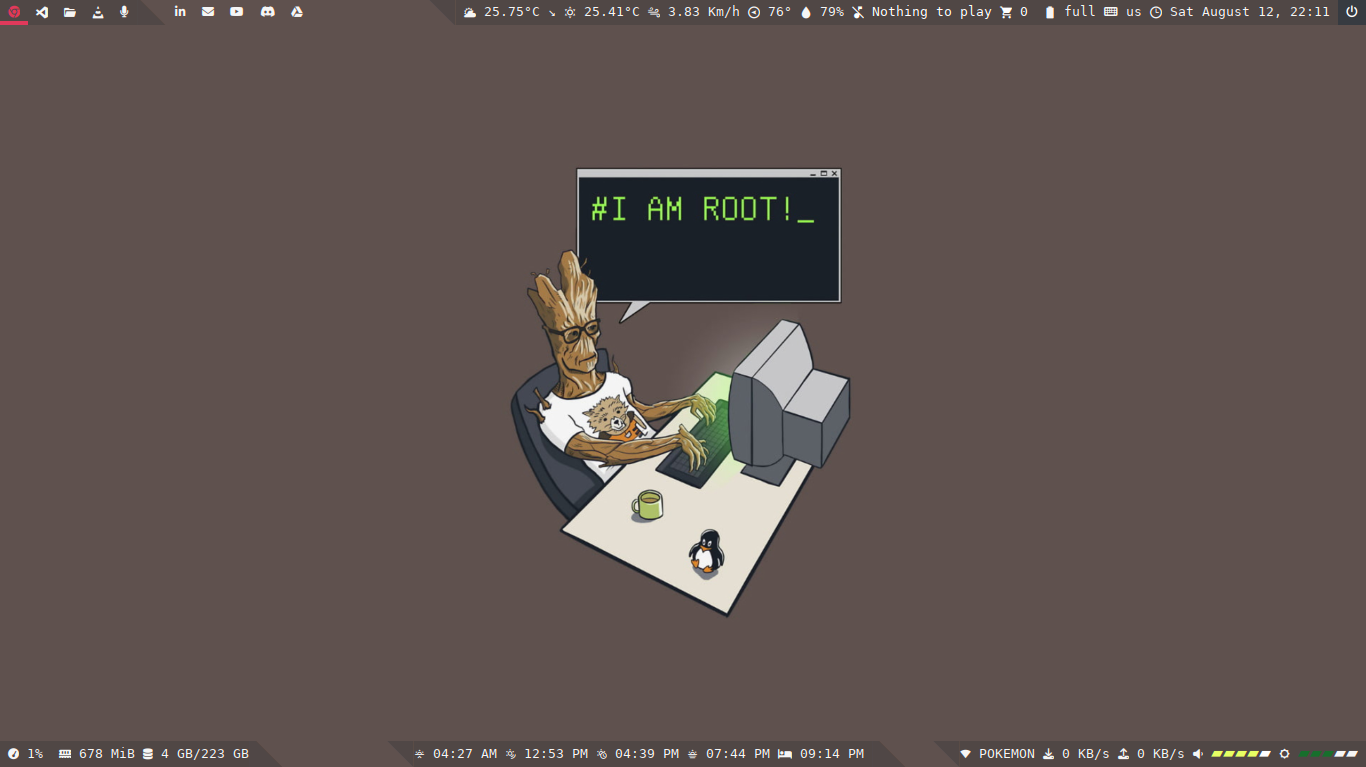 in 25.75°C 25.41°C 3.83 Km/h 76° 79% Nothing to play 0 full us Sat August 12, 22:11
#I AM ROOT!_
1% 678 MiB 4 GB/223 GB 04:27 AM 12:53 PM 04:39 PM 07:44 PM 09:14 PM POKEMON 0 KB/s 0 KB/s